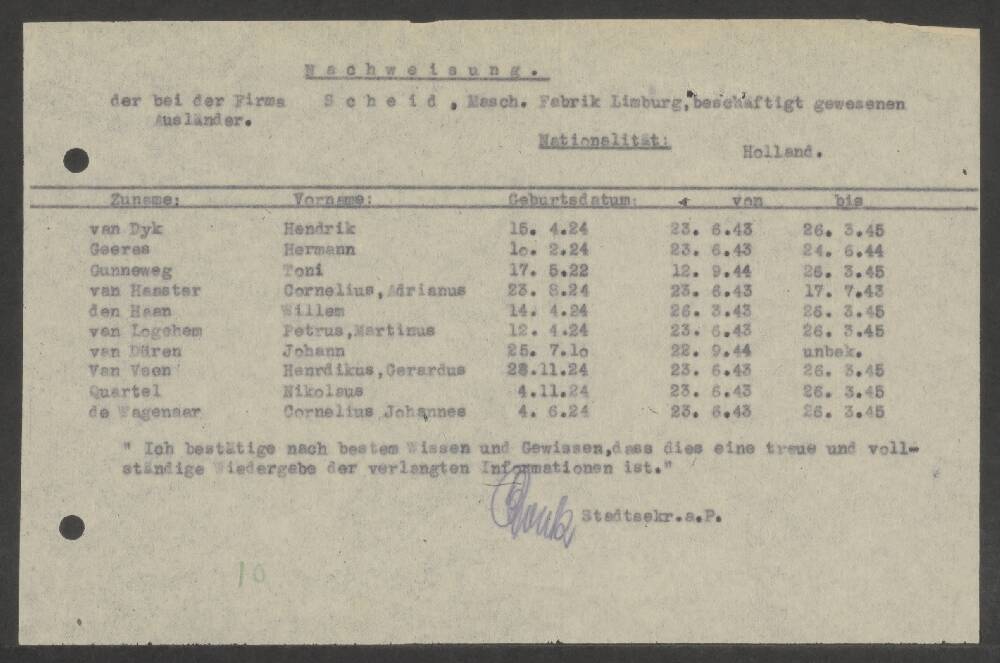 Nachweisung.
der bei der Firma S c h e i d , Masch. Fabrik Limburg, beschäftigt gewesenen
Ausländer.
Nationalität:
Holland.
Zuname: Vorname: Geburtsdatum: von bis
van Dyk Hendrik 15. 4.24 23. 6.43 26. 3.45
Geeres Hermann 1o. 2.24 23. 6.43 24. 6.44
Gunneweg Toni 17. 5.22 12. 9.44 26. 3.45
van Hamster Cornelius,Adrianus 23. 8.24 23. 6.43 17. 7.43
den Haan Willem 14. 4.24 26. 3.43 26. 3.45
van Logchem Petrus,Martinus 12. 4.24 23. 6.43 26. 3.45
van Düren Johann 25. 7.1o 22. 9.44 unbek.
Van Veen Henrdikus,Gerardus 28.11.24 23. 6.43 26. 3.45
Quartel Nikolaus 4.11.24 23. 6.43 26. 3.45
de Wagenaar Cornelius Johannes 4. 6.24 23. 6.43 26. 3.45
" Ich bestätige nach bestem Wissen und Gewissen,dass dies eine treue und voll-
ständige Wiedergabe der verlangten Informationen ist."
Stadtsekr.a.P.
10